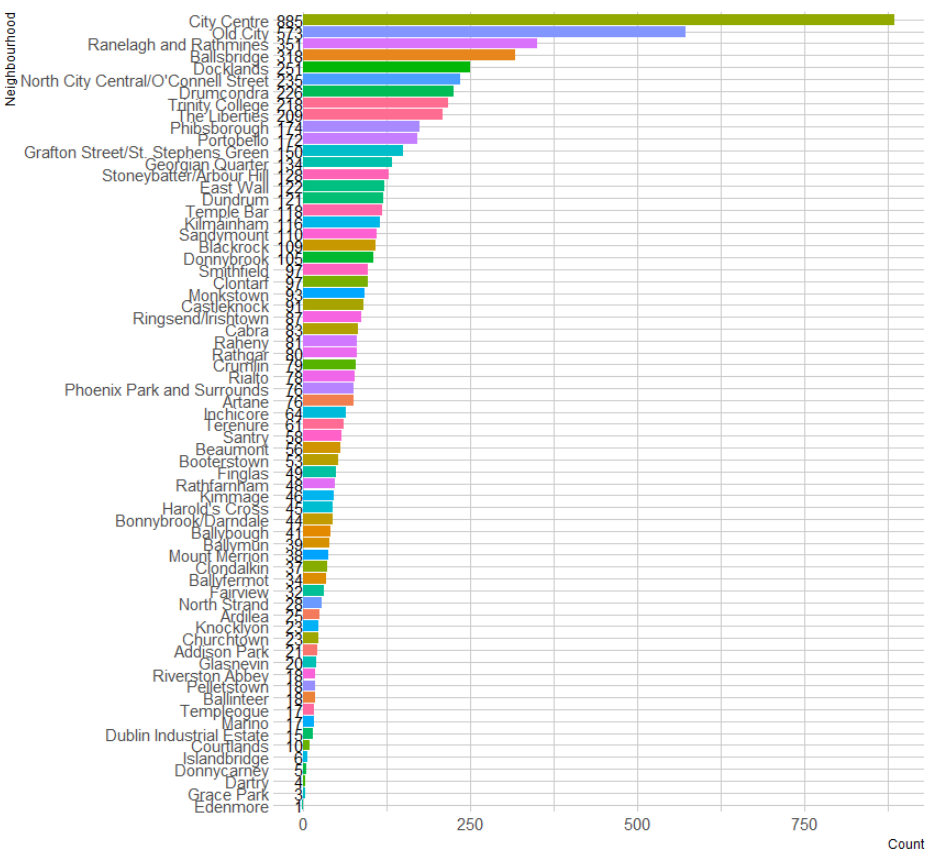 Neighbourhood
City Centre 885
Old City 573
Ranelagh and Rathmines 351
Ballsbridge 318
Docklands 251
North City Central/O'Connell Street 235
Drumcondra 226
Trinity College 218
The Liberties 209
Phibsborough 174
Portobello 172
Grafton Street/St. Stephens Green 150
Georgian Quarter 134
Stoneybatter/Arbour Hill 128
East Wall 122
Dundrum 121
Temple Bar 118
Kilmainham 116
Sandymount 110
Blackrock 109
Donnybrook 105
Smithfield 97
Clontarf 97
Monkstown 93
Castleknock 91
Ringsend/Irishtown 87
Cabra 83
Raheny 81
Rathgar 80
Crumlin 79
Rialto 78
Phoenix Park and Surrounds 76
Artane 76
Inchicore 64
Terenure 61
Santry 58
Beaumont 56
Booterstown 53
Finglas 49
Rathfarnham 48
Kimmage 46
Harold's Cross 45
Bonnybrook/Darndale 44
Ballybough 41
Ballymun 39
Mount Merrion 38
Clondalkin 37
Ballyfermot 34
Fairview 32
North Strand 28
Ardilea 25
Knocklyon 23
Churchtown 23
Addison Park 21
Glasnevin 20
Riverston Abbey 18
Pelletstown 18
Ballinteer 18
Templeogue 17
Marino 17
Dublin Industrial Estate 15
Courtlands 10
Islandbridge 6
Donnycarney 5
Dartry 4
Grace Park 3
Edenmore 1
0 250 500 750
Count